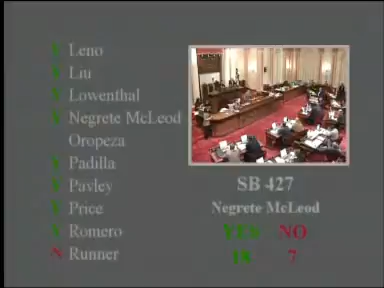 Y Leno
Y Liu
Y Lowenthal
Y Negrete McLeod
Oropeza
Y Padilla
Y Pavley
Y Price
Y Romero
N Runner
SB 427
Negrete McLeod
YES NO
18 7